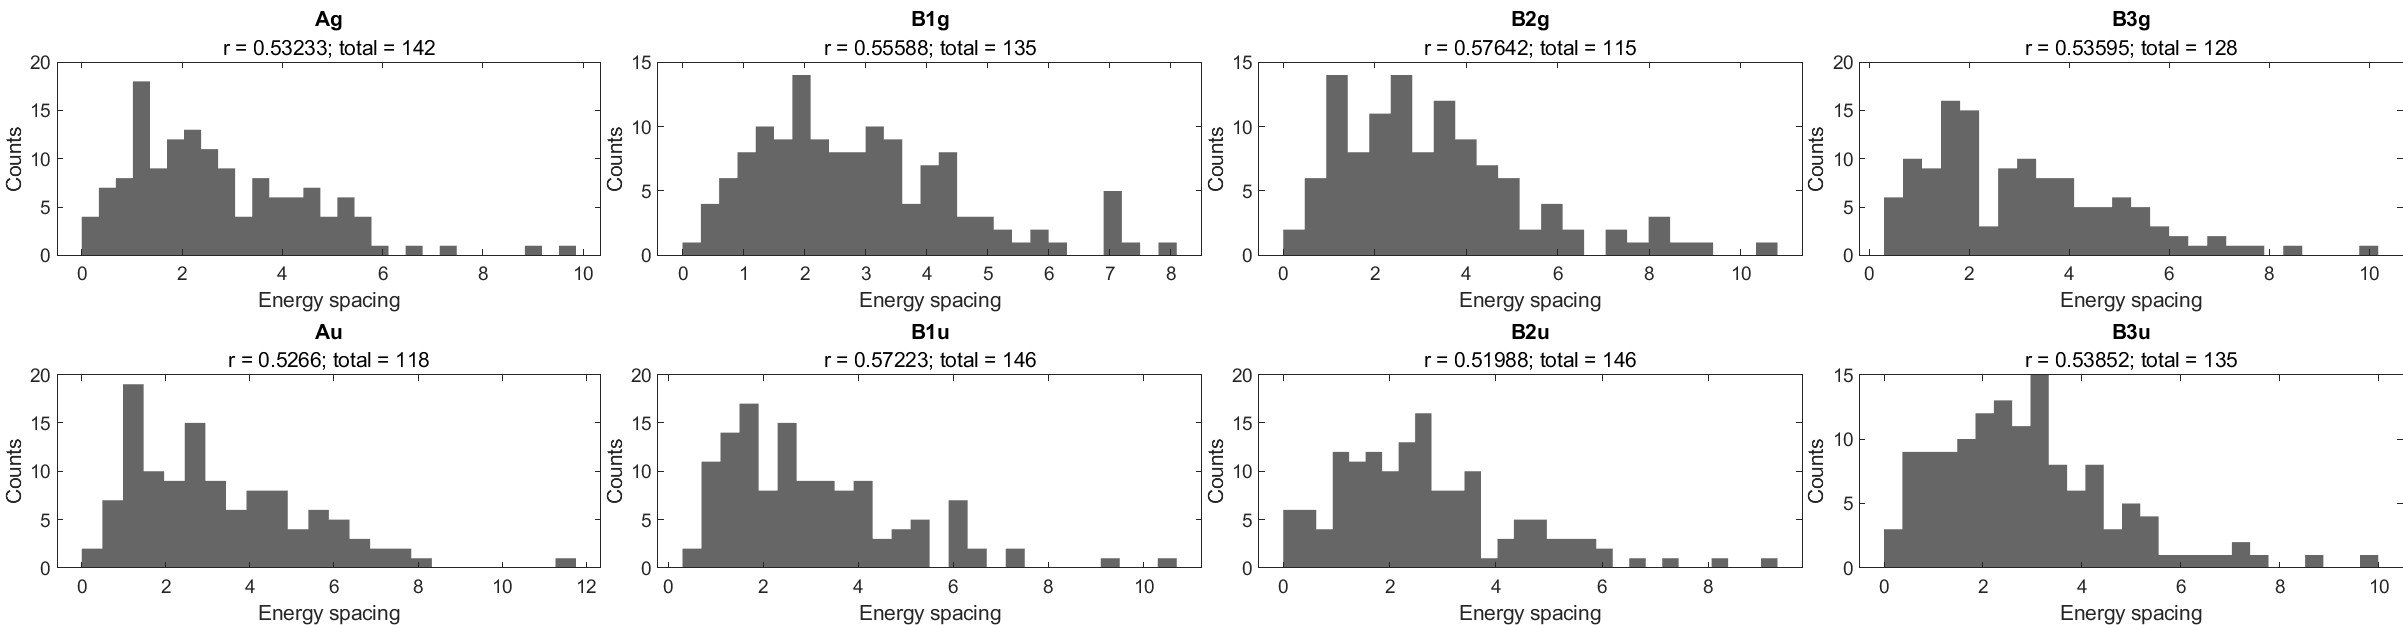 Ag
r = 0.53233; total = 142
20
15
10
5
0
Counts
0 2 4 6 8 10
Energy spacing
B1g
r = 0.55588; total = 135
15
10
5
0
Counts
0 1 2 3 4 5 6 7 8
Energy spacing
B2g
r = 0.57642; total = 115
15
10
5
0
Counts
0 2 4 6 8 10
Energy spacing
B3g
r = 0.53595; total = 128
20
15
10
5
0
Counts
0 2 4 6 8 10
Energy spacing
Au
r = 0.5266; total = 118
20
15
10
5
0
Counts
0 2 4 6 8 10 12
Energy spacing
B1u
r = 0.57223; total = 146
20
15
10
5
0
Counts
0 2 4 6 8 10
Energy spacing
B2u
r = 0.51988; total = 146
20
15
10
5
0
Counts
0 2 4 6 8
Energy spacing
B3u
r = 0.53852; total = 135
15
10
5
0
Counts
0 2 4 6 8 10
Energy spacing